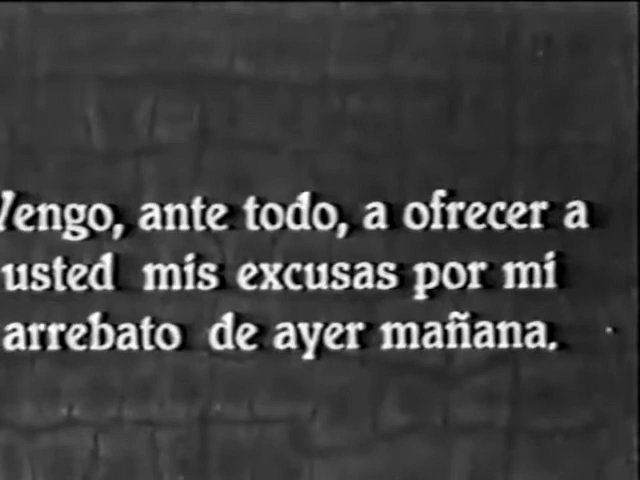 Vengo, ante todo, a ofrecer a
usted mis excusas por mi
arrebato de ayer mañana.